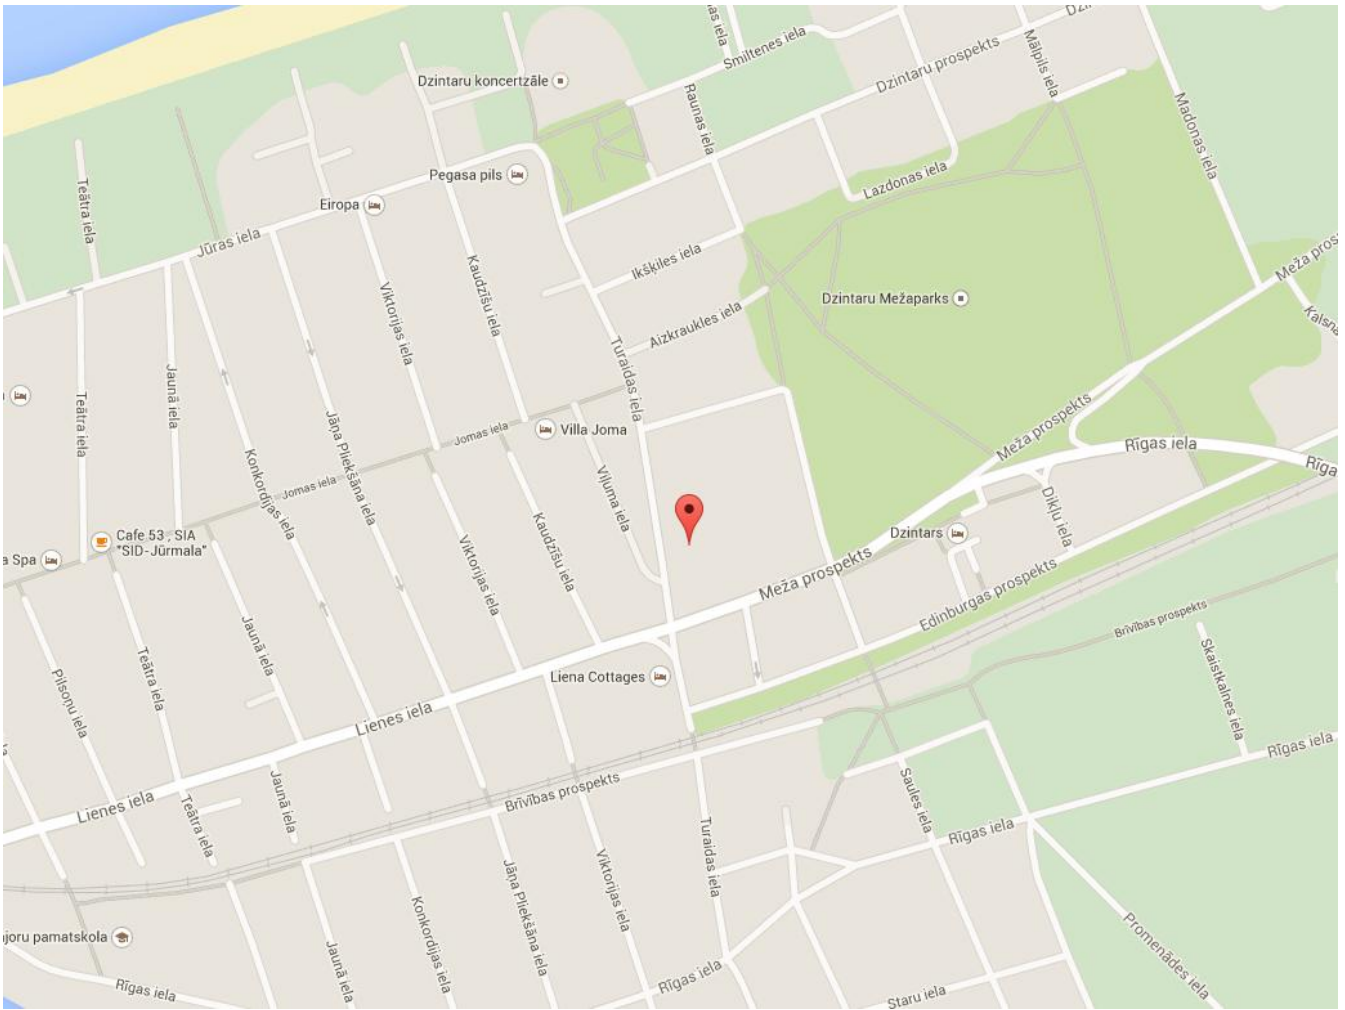 as iela
Smiltenes iela
Dzintaru prospekts
Mālpils iela
Dzi
Dzintaru koncertzāle
Raunas iela
Madonas iela
Pegasa pils
Lazdonas iela
Teātra iela
Eiropa
Jūras iela
Ikšķiles iela
Meža pros
Kaudzīšu iela
Viktorijas iela
Dzintaru Mežaparks
Kalsna
Aizkraukles iela
Turaidas iela
Jaunā iela
Teātra iela
Jāņa Pliekšāna iela
Konkordijas iela
Jomas iela
Villa Joma
Meža prospekts
Rīgas iela
Rīga
Jomas iela
Viļuma iela
Dikļu iela
Cafe 53 , SIA
"SID-Jūrmala"
a Spa
Viktorijas iela
Kaudzīšu iela
Dzintars
Meža prospekts
Edinburgas prospekts
Brīvības prospekts
Jaunā iela
Teātra iela
Pilsoņu iela
Liena Cottages
Skaistkalnes iela
Lienes iela
Rīgas iela
Lienes iela
Jaunā iela
Teātra iela
Brīvības prospekts
Saules iela
Turaidas iela
Rīgas iela
Jāņa Pliekšāna iela
Viktorijas iela
Konkordijas iela
Jaunā iela
ajoru pamatskola
Promenādes iela
Rīgas iela
Rīgas iela
Staru iela